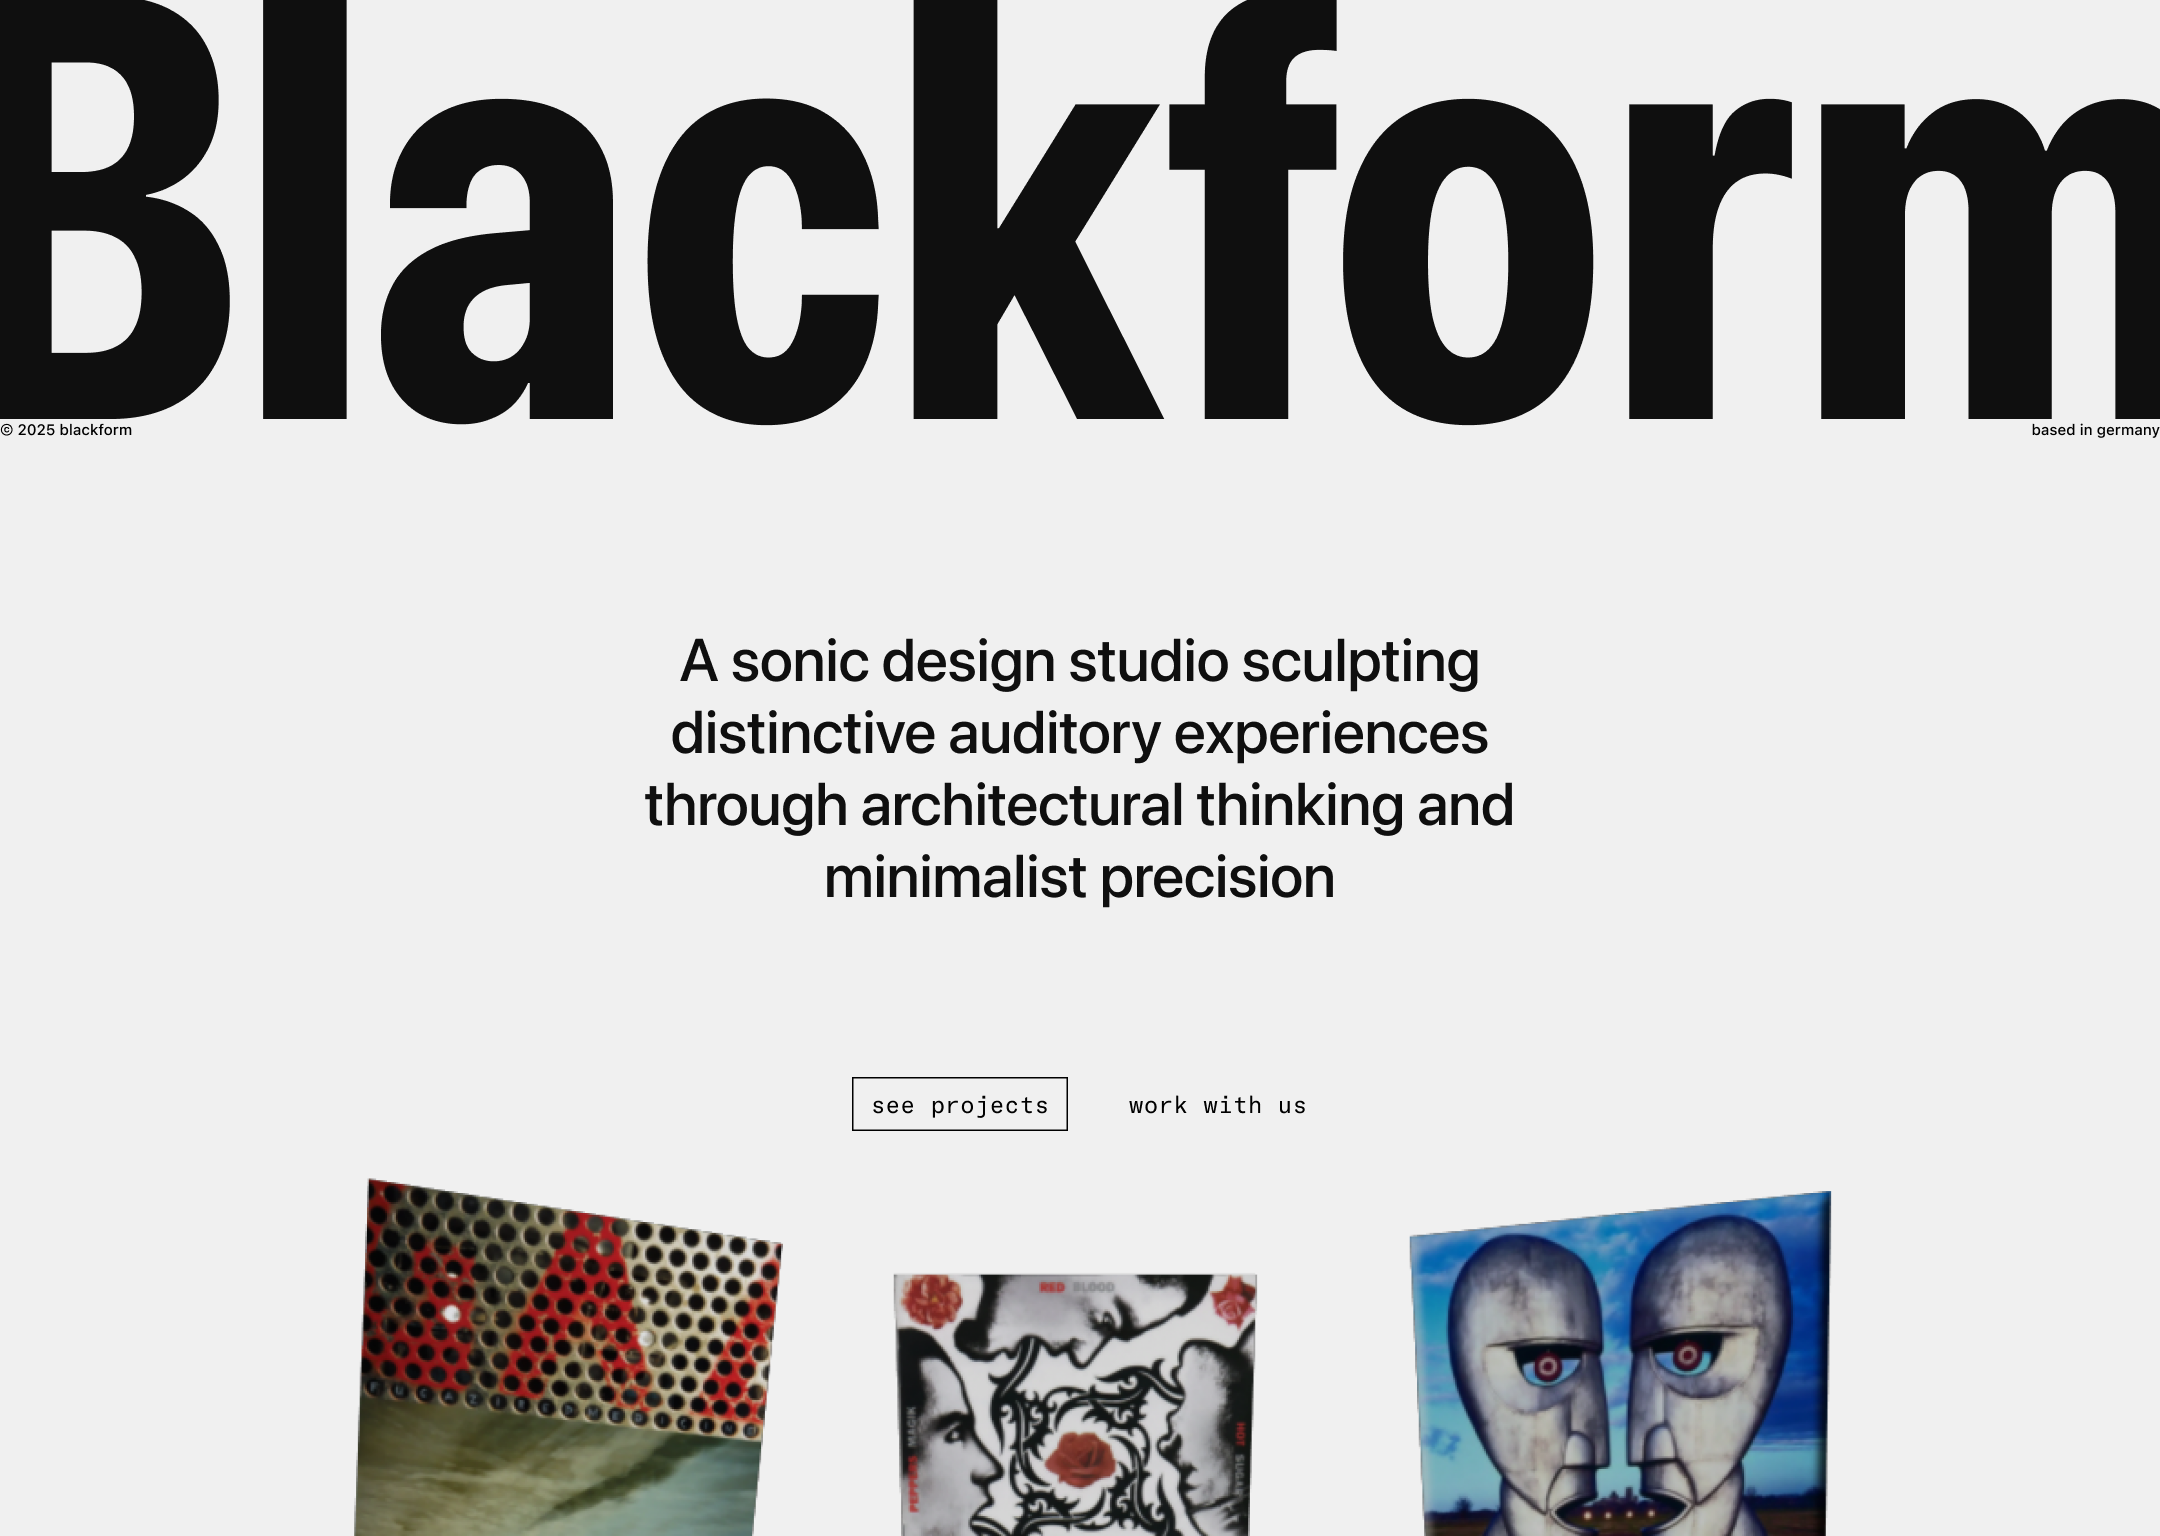 Blackform
© 2025 blackform
based in germany
A sonic design studio sculpting
distinctive auditory experiences
through architectural thinking and
minimalist precision
see projects
work with us
RED BLOOD
MAGIK
PEPPERS
HOT
SUGAR